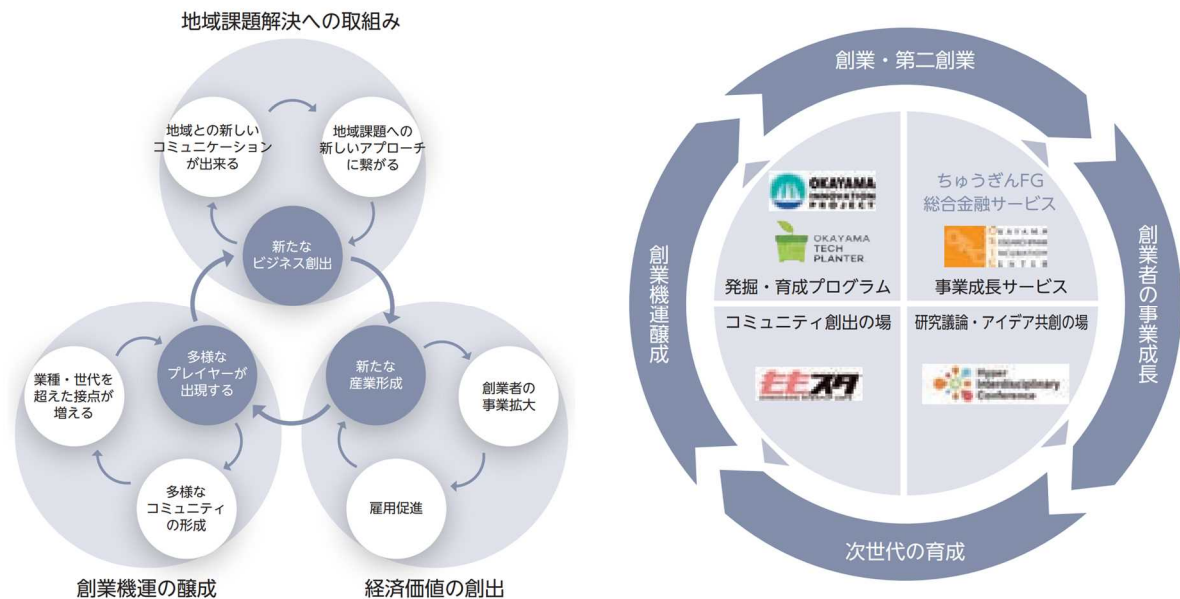 地域課題解決への取組み
地域との新しい
コミュニケーション
が出来る
地域課題への
新しいアプローチ
に繋がる
新たな
ビジネス創出
業種・世代を
超えた接点が
増える
多様な
プレイヤーが
出現する
多様な
コミュニティ
の形成
新たな
産業形成
創業者の
事業拡大
雇用促進
創業機運の醸成
経済価値の創出
創業・第二創業
創業機運醸成
創業者の事業成長
次世代の育成
OKAYAMA
INNOVATION
PROJECT
OKAYAMA
TECH
PLANTER
発掘・育成プログラム
ちゅうぎんFG
総合金融サービス
事業成長サービス
コミュニティ創出の場
ももスタ
研究議論・アイデア共創の場
Hyper
Interdisciplinary
Conference